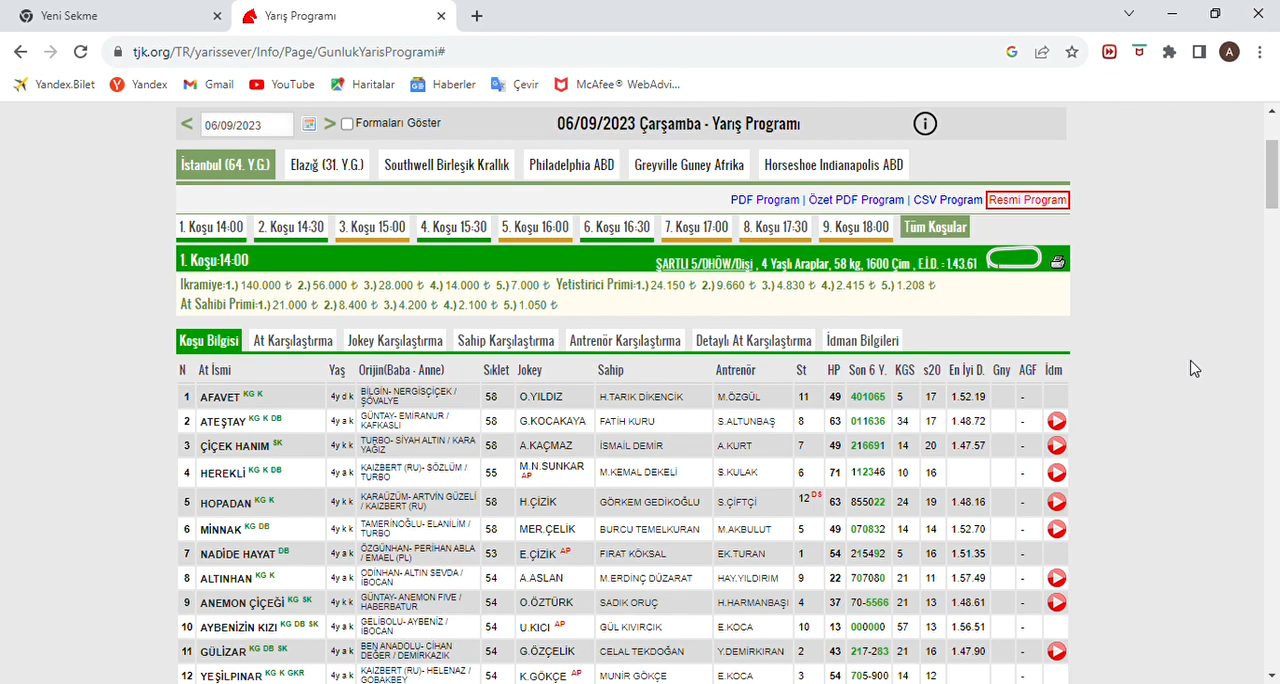 Yeni Sekme
Yarış Programı
tjk.org/TR/yarissever/Info/Page/GunlukYarisProgrami#
A
Yandex.Bilet Yandex Gmail YouTube Haritalar Haberler Çevir McAfee® WebAdvi...
< 06/09/2023 > Formaları Göster 06/09/2023 Çarşamba - Yarış Programı
İstanbul (64. Y.G.) Elazığ (31. Y.G.) Southwell Birleşik Krallık Philadelphia ABD Greyville Guney Afrika Horseshoe Indianapolis ABD
PDF Program | Özet PDF Program | CSV Program Resmi Program
1. Koşu 14:00 2. Koşu 14:30 3. Koşu 15:00 4. Koşu 15:30 5. Koşu 16:00 6. Koşu 16:30 7. Koşu 17:00 8. Koşu 17:30 9. Koşu 18:00 Tüm Koşular
1. Koşu:14:00 ŞARTLI 5/DHÖW/Dişi , 4 Yaşlı Araplar, 58 kg, 1600 Çim , E.İ.D. : 1.43.61
Ikramiye:1.) 140.000 ₺ 2.) 56.000 ₺ 3.) 28.000 ₺ 4.) 14.000 ₺ 5.) 7.000 ₺ Yetistirici Primi:1.) 24.150 ₺ 2.) 9.660 ₺ 3.) 4.830 ₺ 4.) 2.415 ₺ 5.) 1.208 ₺
At Sahibi Primi:1.) 21.000 ₺ 2.) 8.400 ₺ 3.) 4.200 ₺ 4.) 2.100 ₺ 5.) 1.050 ₺
Koşu Bilgisi At Karşılaştırma Jokey Karşılaştırma Sahip Karşılaştırma Antrenör Karşılaştırma Detaylı At Karşılaştırma İdman Bilgileri
N At İsmi Yaş Orijin(Baba - Anne) Sıklet Jokey Sahip Antrenör St HP Son 6 Y. KGS s20 En İyi D. Gny AGF İdm
1 AFAVET KG K 4y d k BİLGİN- NERGİSÇİÇEK / ŞÖVALYE 58 O.YILDIZ H.TARIK DİKENCİK M.ÖZGÜL 11 49 401065 5 17 1.52.19 -
2 ATEŞTAY KG K DB 4y a k GÜNTAY- EMİRANUR / KAFKASLI 58 G.KOCAKAYA FATİH KURU S.ALTUNBAŞ 8 63 011636 34 17 1.48.72 -
3 ÇİÇEK HANIM SK 4y k k TURBO- SİYAH ALTIN / KARA YAĞIZ 58 A.KAÇMAZ İSMAİL DEMİR A.KURT 7 49 216691 14 20 1.47.57 -
4 HEREKLİ KG K DB 4y a k KAIZBERT (RU)- SÖZLÜM / TURBO 55 M.N.SUNKAR AP M.KEMAL DEKELİ S.KULAK 6 71 112346 10 16 -
5 HOPADAN KG K 4y k k KARAÜZÜM- ARTVİN GÜZELİ / KAIZBERT (RU) 58 H.ÇİZİK GÖRKEM GEDİKOĞLU S.ÇİFTÇİ 12 DS 63 855022 24 19 1.48.16 -
6 MİNNAK KG DB 4y k k TAMERİNOĞLU- ELANİLİM / TURBO 58 MER.ÇELİK BURCU TEMELKURAN M.AKBULUT 5 49 070832 14 14 1.52.70 -
7 NADİDE HAYAT DB 4y a k ÖZGÜNHAN- PERİHAN ABLA / EMAEL (PL) 53 E.ÇİZİK AP FIRAT KÖKSAL EK.TURAN 1 54 215492 5 16 1.51.35 -
8 ALTINHAN KG K 4y a k ODİNHAN- ALTIN SEVDA / İBOCAN 54 A.ASLAN M.ERDİNÇ DÜZARAT HAY.YILDIRIM 9 22 707080 21 11 1.57.49 -
9 ANEMON ÇİÇEĞİ KG SK 4y k k GÜNTAY- ANEMON FIVE / HABERBATUR 54 O.ÖZTÜRK SADIK ORUÇ H.HARMANBAŞI 4 37 70-5566 21 13 1.48.61 -
10 AYBENİZİN KIZI KG DB SK 4y a k GELİBOLU- AYBENİZ / İBOCAN 54 U.KICI AP GÜL KIVIRCIK E.KOCA 10 13 000000 57 13 1.56.51 -
11 GÜLİZAR KG DB SK 4y a k BEN ANADOLU- CİHAN DEĞER / DEMİRKAZIK 54 G.ÖZÇELİK CELAL TEKDOĞAN Y.DEMİRKIRAN 2 43 217-283 21 16 1.47.90 -
12 YEŞİLPINAR KG K GKR 4y a k KAIZBERT (RU)- HELENAZ / GOBAKBEY 54 K.GÖKÇE AP MUNİR GÖKÇE E.KOCA 3 54 705-900 14 12 -